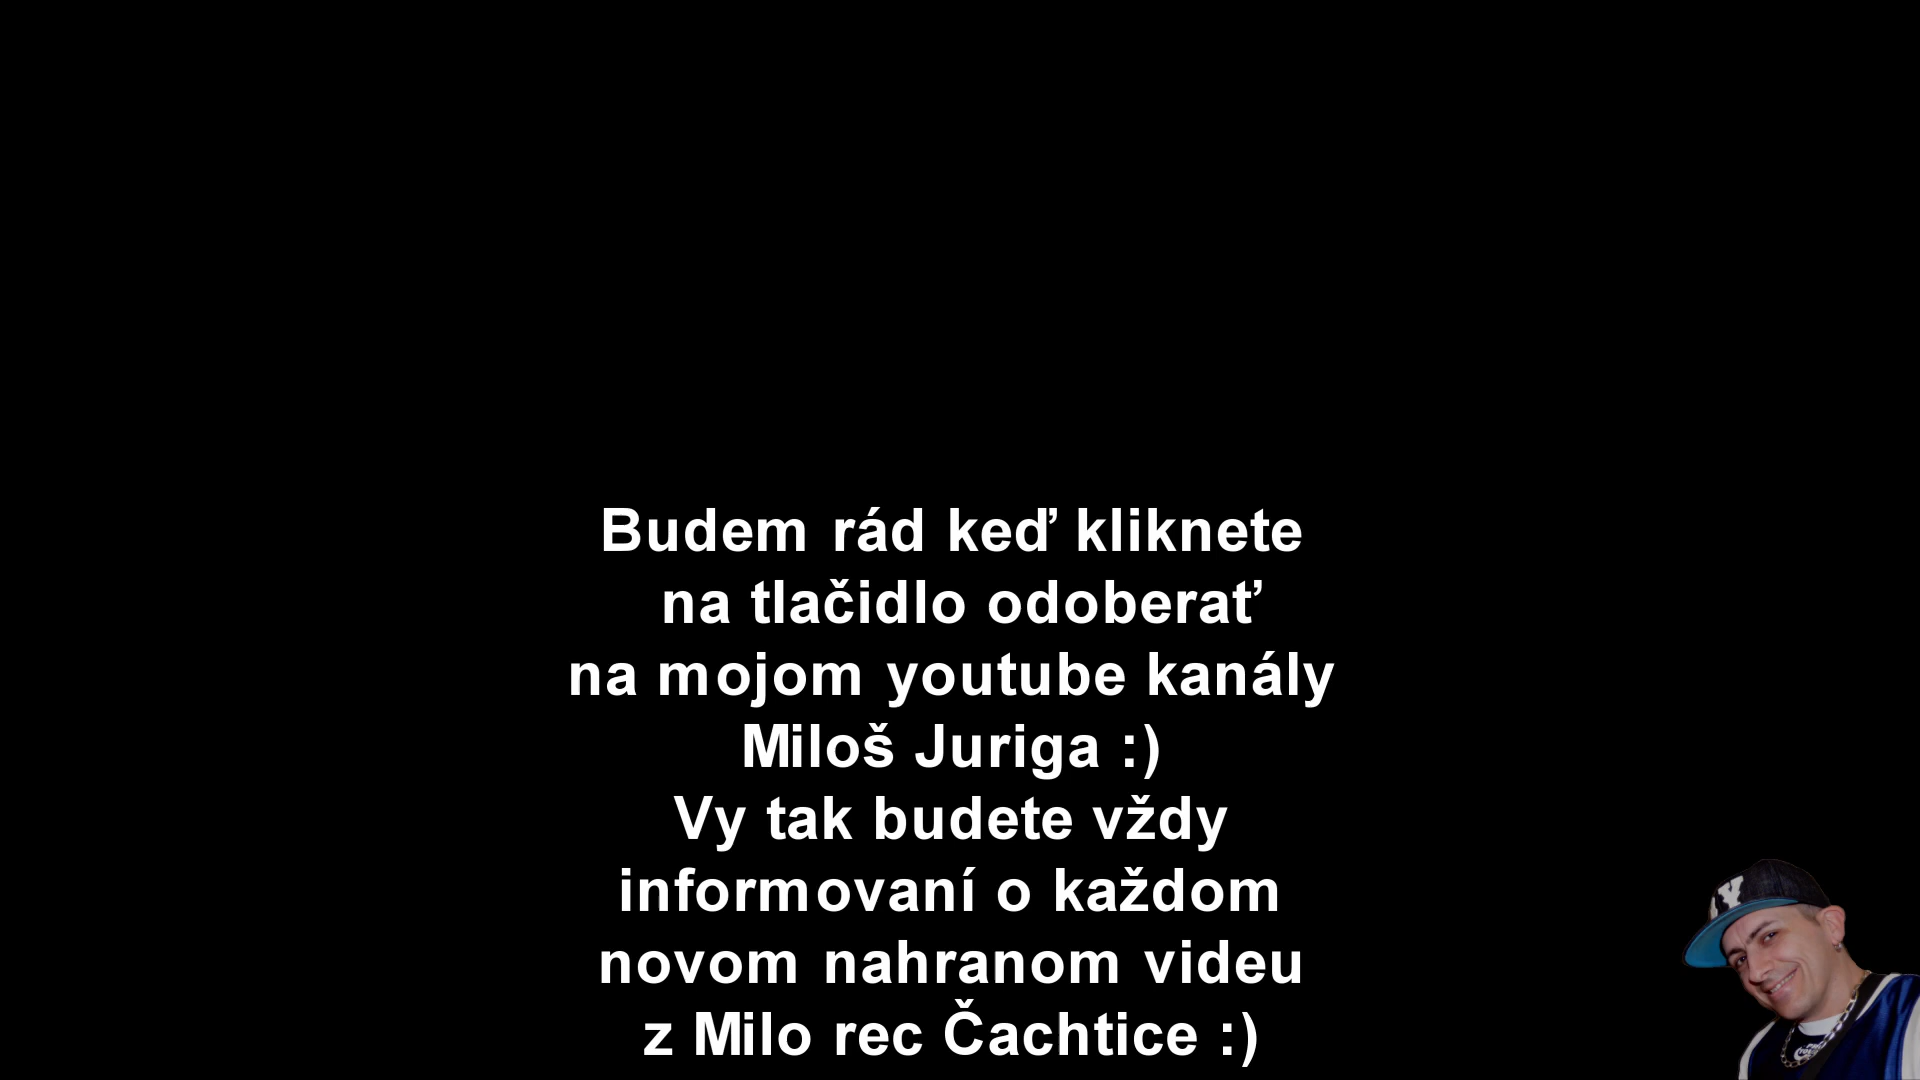 Budem rád keď kliknete
na tlačidlo odoberať
na mojom youtube kanály
Miloš Juriga :)
Vy tak budete vždy
informovaní o každom
novom nahranom videu
z Milo rec Čachtice :)